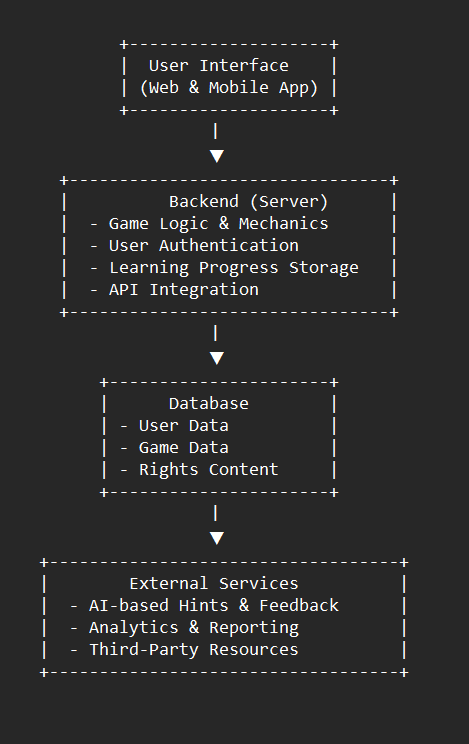 User Interface
(Web & Mobile App)
Backend (Server)
- Game Logic & Mechanics
- User Authentication
- Learning Progress Storage
- API Integration
Database
- User Data
- Game Data
- Rights Content
External Services
- AI-based Hints & Feedback
- Analytics & Reporting
- Third-Party Resources